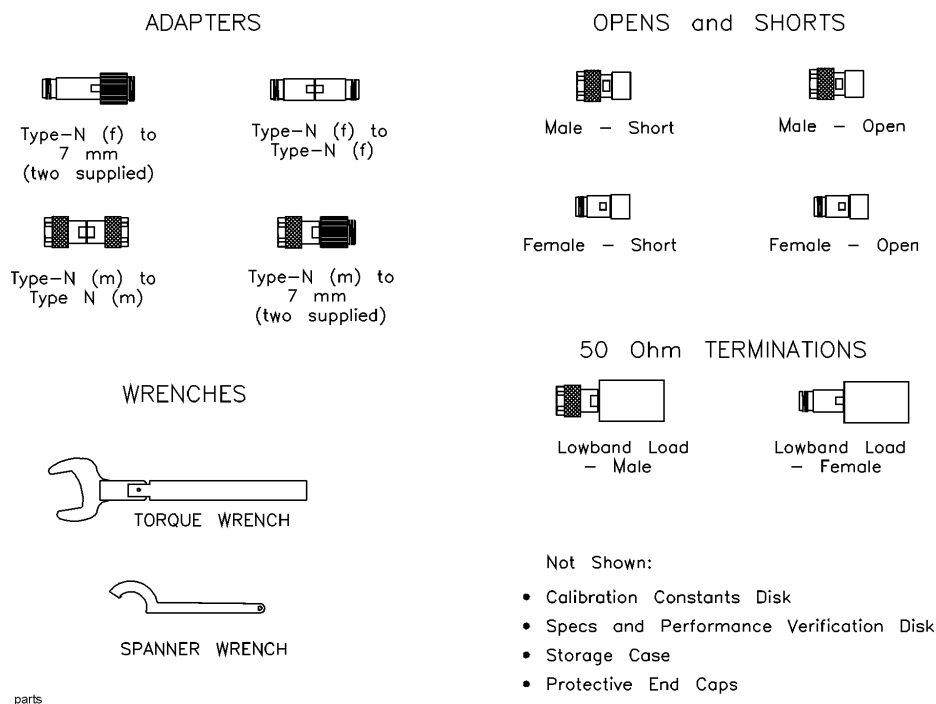 ADAPTERS
Type-N (f) to
7 mm
(two supplied)
Type-N (f) to
Type-N (f)
Type-N (m) to
Type N (m)
Type-N (m) to
7 mm
(two supplied)
WRENCHES
TORQUE WRENCH
SPANNER WRENCH
parts
OPENS and SHORTS
Male - Short
Male - Open
Female - Short
Female - Open
50 Ohm TERMINATIONS
Lowband Load
- Male
Lowband Load
- Female
Not Shown:
• Calibration Constants Disk
• Specs and Performance Verification Disk
• Storage Case
• Protective End Caps